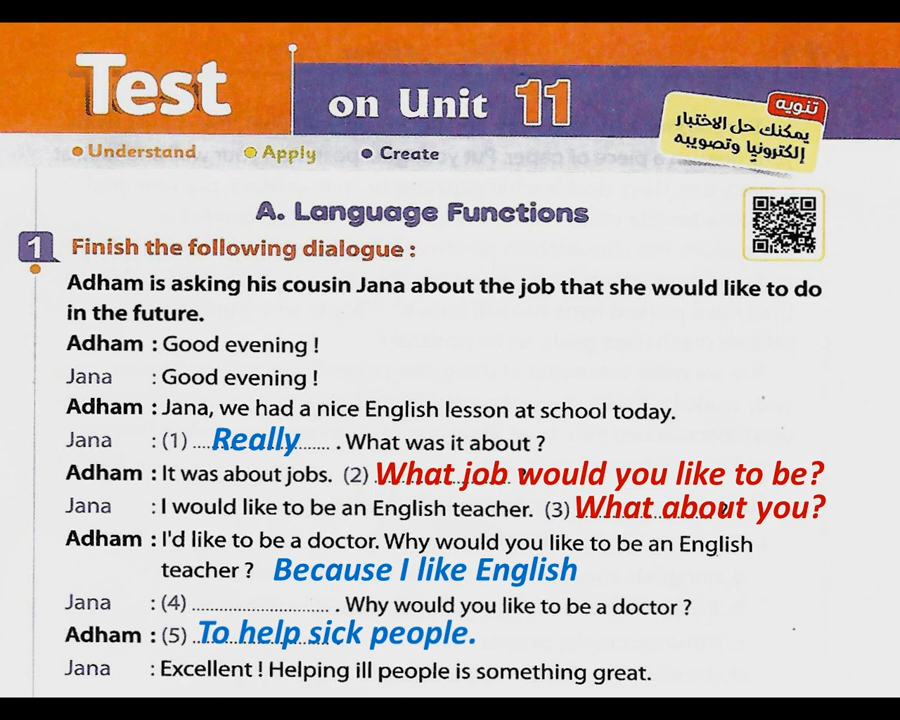 Test
on Unit 11
تنويه
يمكنك حل الاختبار
إلكترونيا وتصويبه
• Understand • Apply • Create
A. Language Functions
1 Finish the following dialogue :
Adham is asking his cousin Jana about the job that she would like to do
in the future.
Adham : Good evening !
Jana : Good evening !
Adham : Jana, we had a nice English lesson at school today.
Jana : (1) .... Really ....... . What was it about ?
Adham : It was about jobs. (2) What job would you like to be?
Jana : I would like to be an English teacher. (3) What about you?
Adham : I'd like to be a doctor. Why would you like to be an English
teacher ? Because I like English
Jana : (4) .............................. . Why would you like to be a doctor ?
Adham : (5) To help sick people.
Jana : Excellent ! Helping ill people is something great.